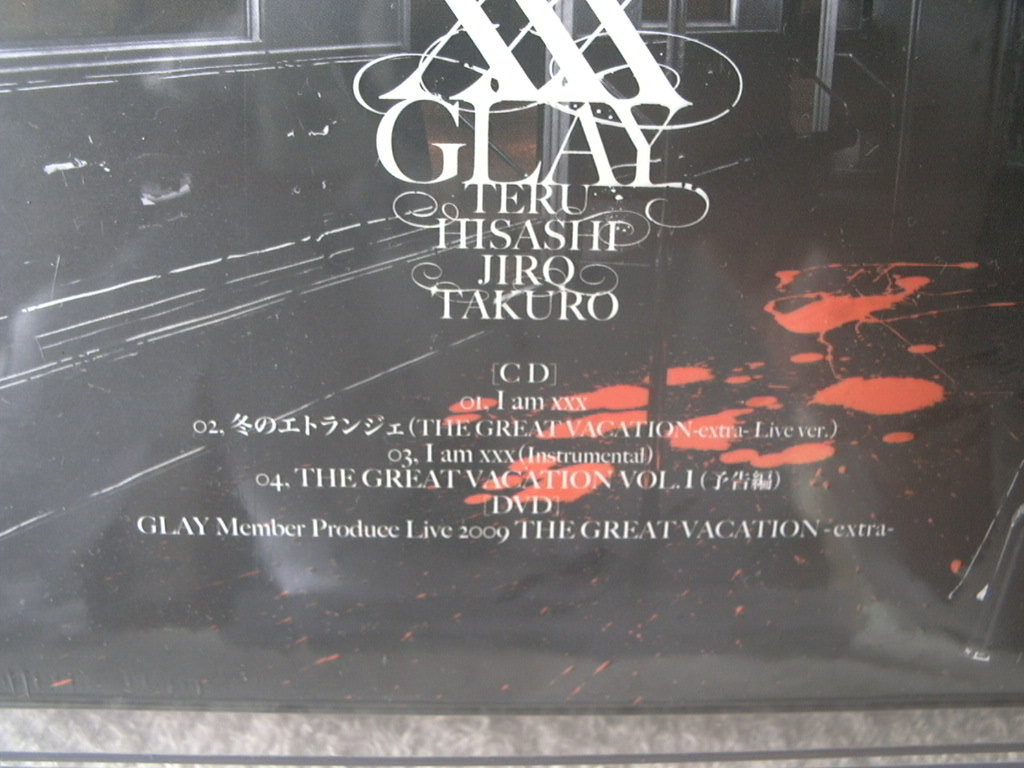 XXX
GLAY
TERU
HISASHI
JIRO
TAKURO
[CD]
01, I am xxx
02, 冬のエトランジェ(THE GREAT VACATION-extra- Live ver.)
03, I am xxx(Instrumental)
04, THE GREAT VACATION VOL.1(予告編)
[DVD]
GLAY Member Produce Live 2009 THE GREAT VACATION -extra-